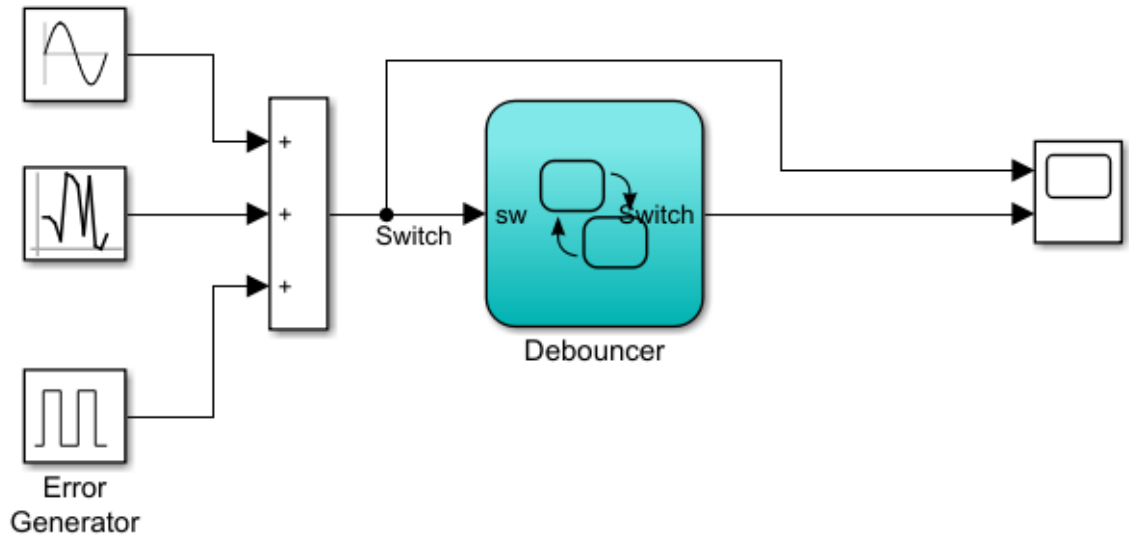 +
+
+
Switch
sw
Switch
Debouncer
Error
Generator